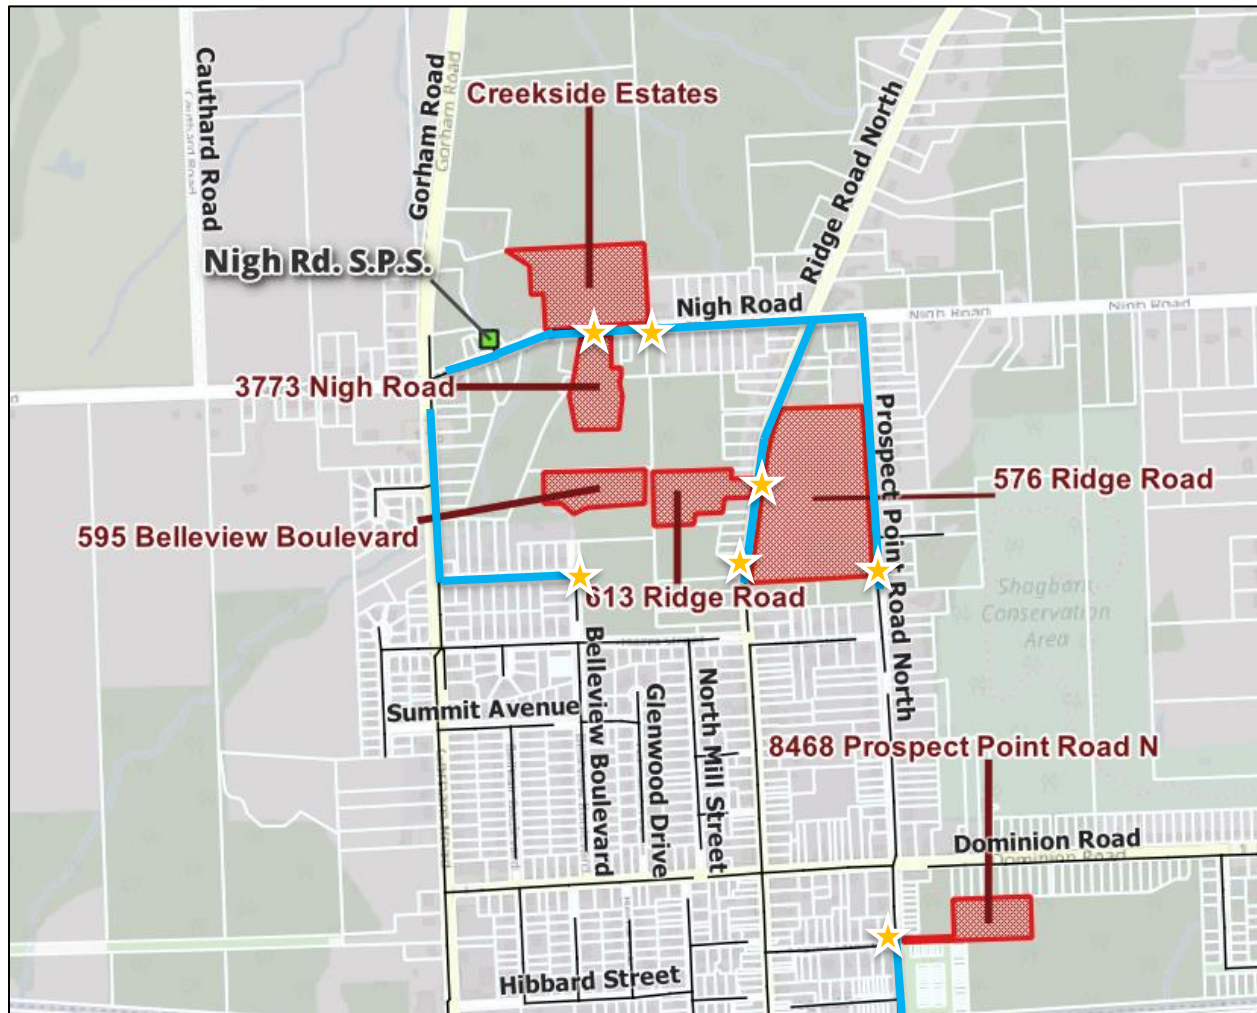 Cauthard Road
Cauthard Road
Gorham Road
Gorham Road
Creekside Estates
Ridge Road North
Nigh Rd. S.P.S.
Nigh Road
Nigh Road
Nigh Road
3773 Nigh Road
Prospect Point Road North
576 Ridge Road
595 Belleview Boulevard
613 Ridge Road
Shagbark
Conservation
Area
Belleview Boulevard
Glenwood Drive
North Mill Street
Summit Avenue
8468 Prospect Point Road N
Dominion Road
Dominion Road
Hibbard Street